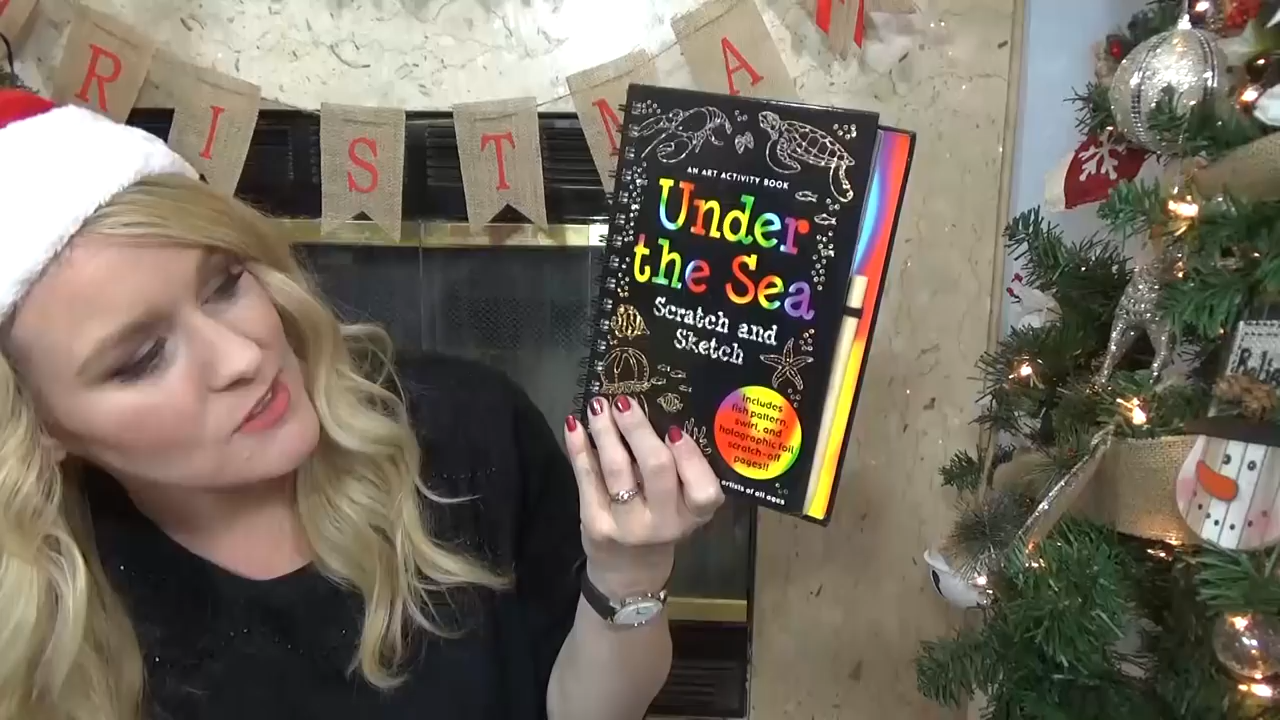 RISTMA
AN ART ACTIVITY BOOK
Under
the Sea
Scratch and
Sketch
Includes
fish pattern,
swirl, and
holographic foil
scratch-off
pages!!
artists of all ages